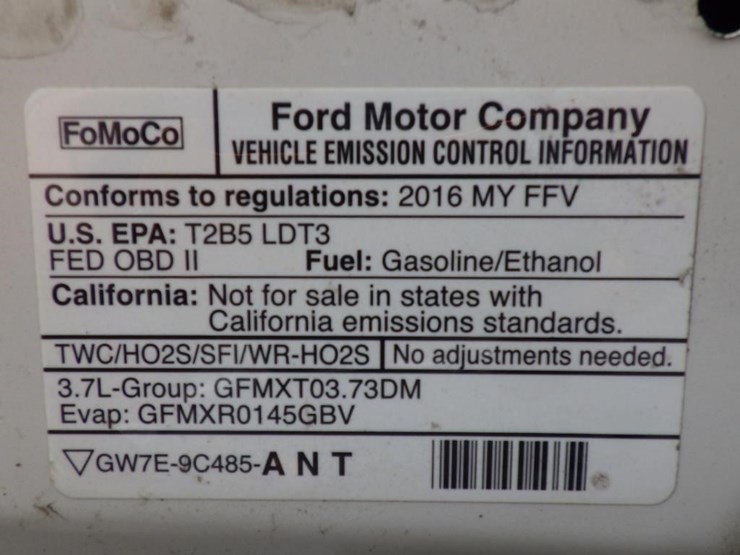 FoMoCo
Ford Motor Company
VEHICLE EMISSION CONTROL INFORMATION
Conforms to regulations: 2016 MY FFV
U.S. EPA: T2B5 LDT3
FED OBD II Fuel: Gasoline/Ethanol
California: Not for sale in states with
California emissions standards.
TWC/HO2S/SFI/WR-HO2S No adjustments needed.
3.7L-Group: GFMXT03.73DM
Evap: GFMXR0145GBV
▽GW7E-9C485-A N T